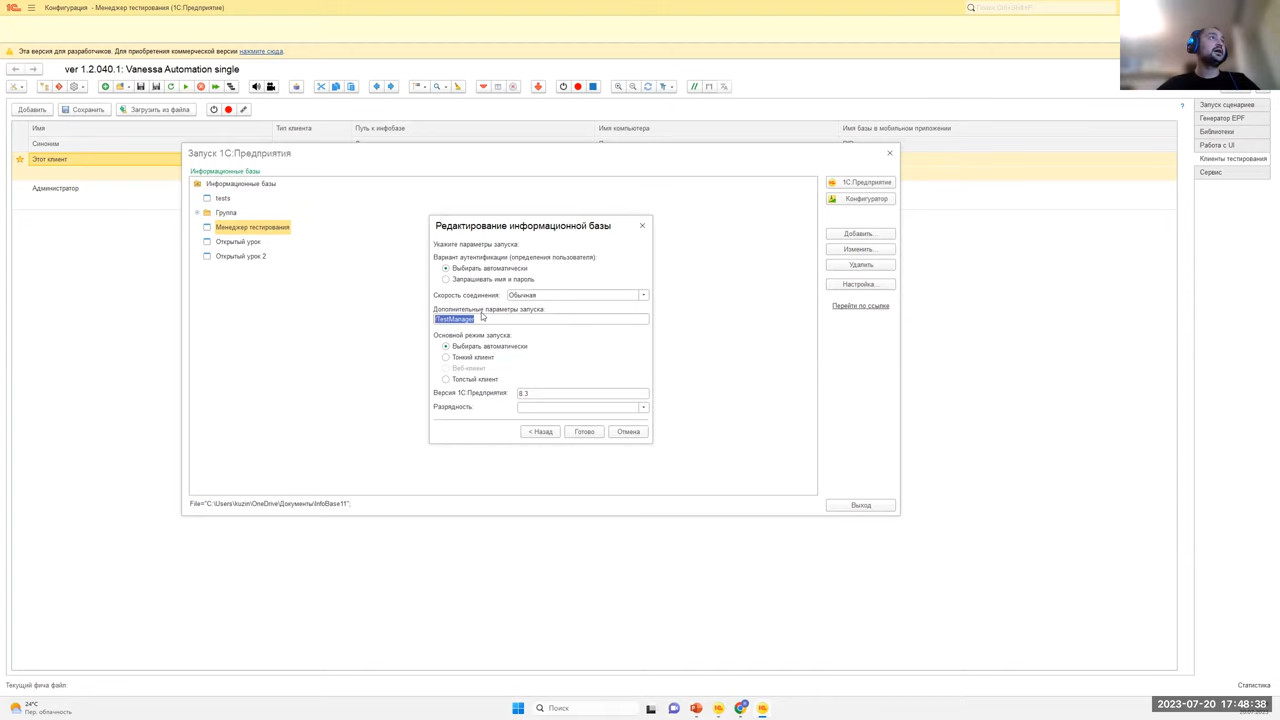 Конфигурация - Менеджер тестирования (1С:Предприятие)
Поиск Ctrl+Shift+F
Эта версия для разработчиков. Для приобретения коммерческой версии нажмите сюда.
ver 1.2.040.1: Vanessa Automation single
Добавить
Сохранить
Загрузить из файла
?
Запуск сценариев
Генератор EPF
Библиотеки
Работа с UI
Клиенты тестирования
Сервис
Имя
Тип клиента
Путь к инфобазе
Имя компьютера
Имя базы в мобильном приложении
Синоним
Этот клиент
Администратор
Запуск 1С:Предприятия
Информационные базы
Информационные базы
tests
Группа
Менеджер тестирования
Открытый урок
Открытый урок 2
1С:Предприятие
Конфигуратор
Добавить...
Изменить...
Удалить
Настройка...
Перейти по ссылке
Выход
File="C:\Users\kuzin\OneDrive\Документы\InfoBase11";
Редактирование информационной базы
Укажите параметры запуска:
Вариант аутентификации (определения пользователя):
Выбирать автоматически
Запрашивать имя и пароль
Скорость соединения: Обычная
Дополнительные параметры запуска:
/TestManager
Основной режим запуска:
Выбирать автоматически
Тонкий клиент
Веб-клиент
Толстый клиент
Версия 1С:Предприятия: 8.3
Разрядность:
< Назад
Готово
Отмена
Текущий фича файл:
Статистика
24°C
Пер. облачность
Поиск
2023-07-20 17:48:38